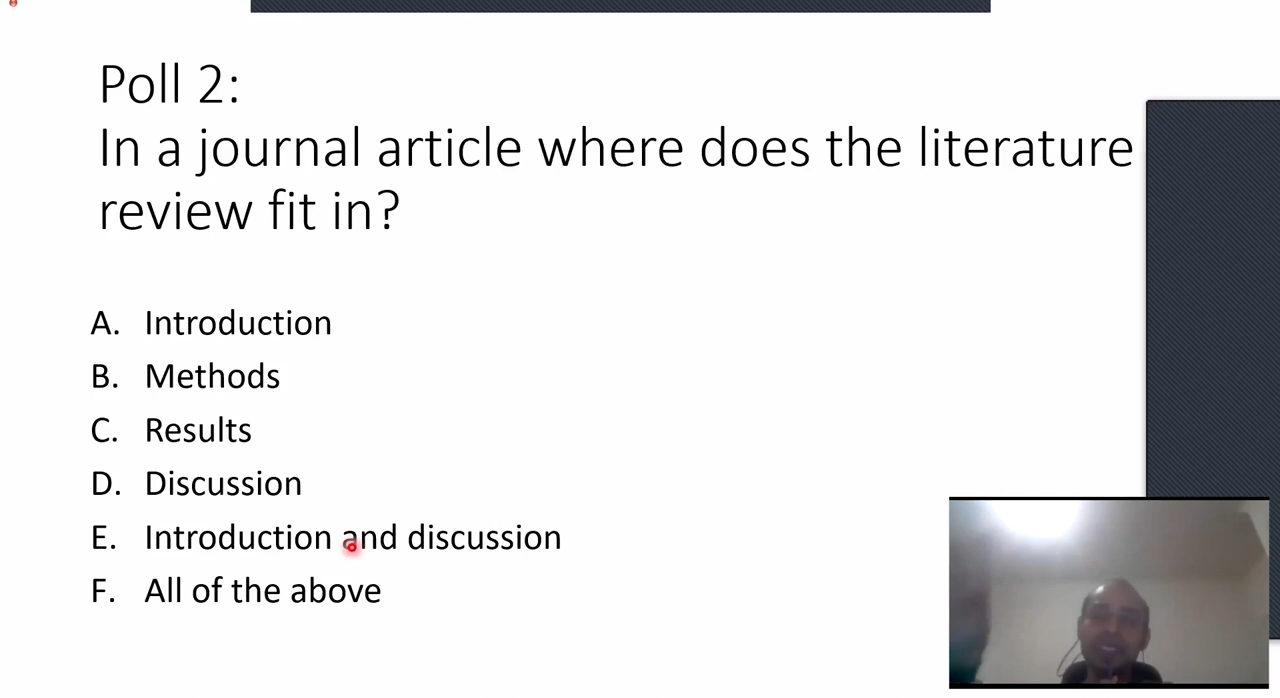 Poll 2:
In a journal article where does the literature
review fit in?
A. Introduction
B. Methods
C. Results
D. Discussion
E. Introduction and discussion
F. All of the above